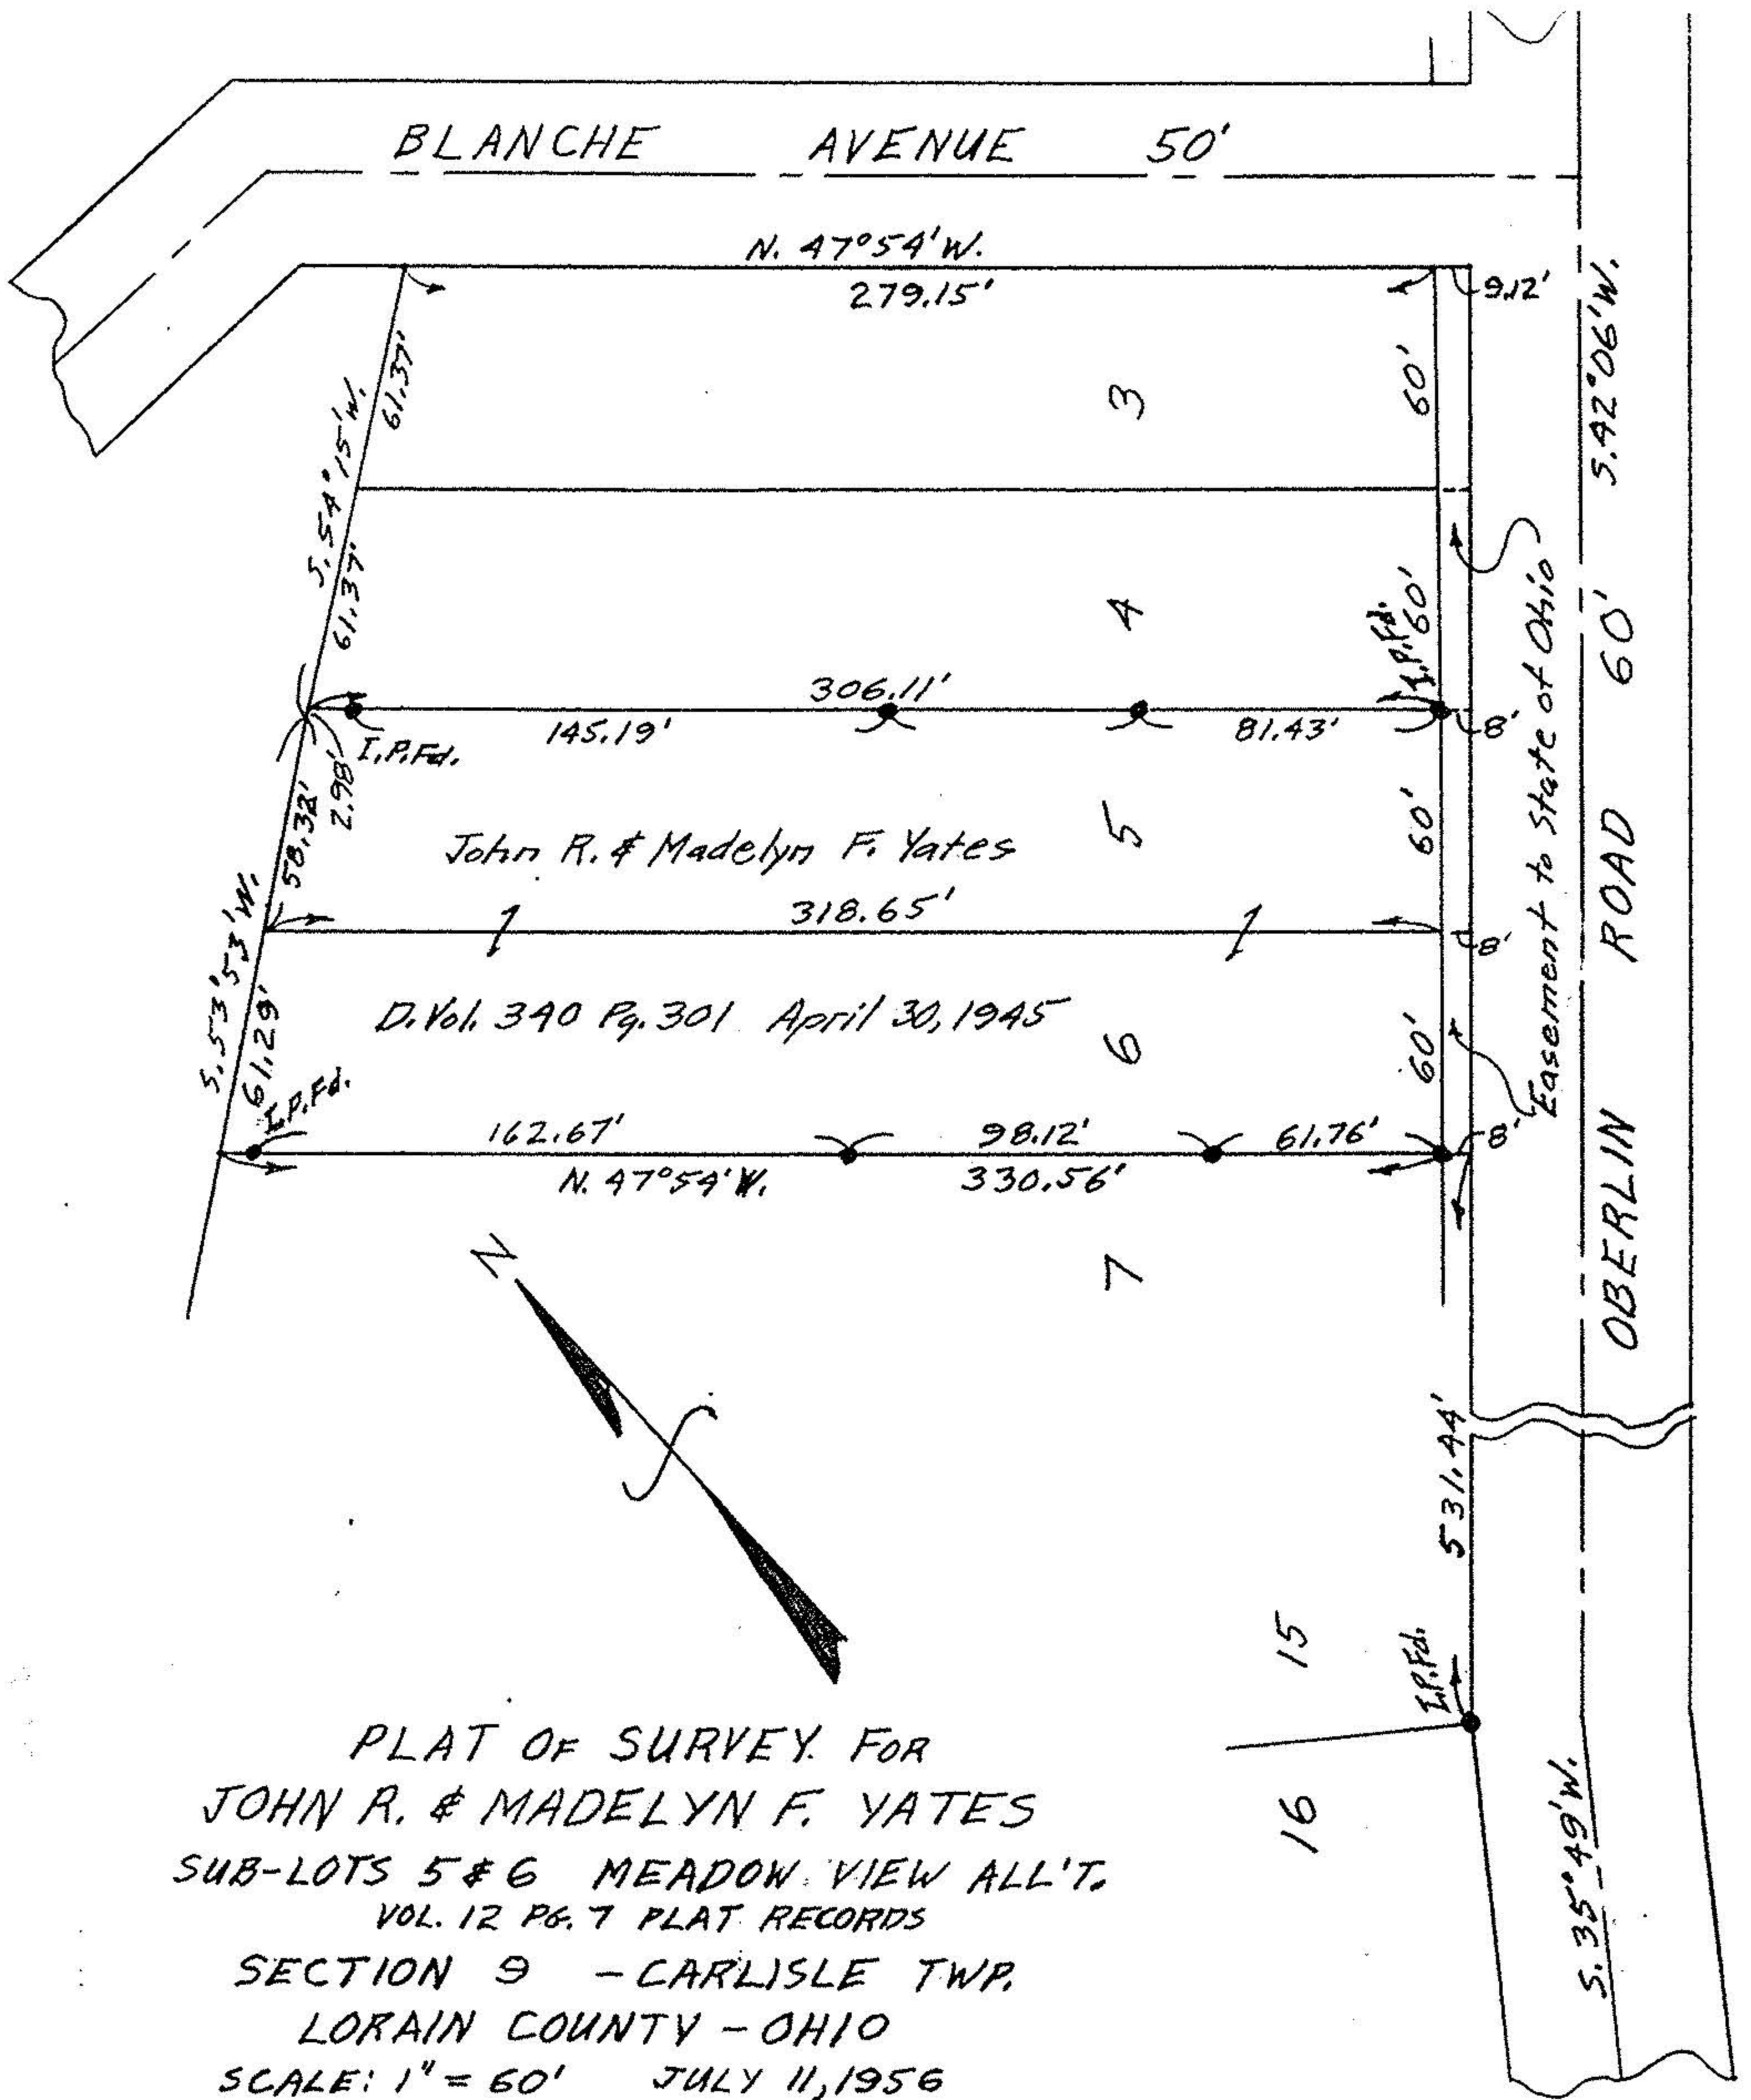 BLANCHE AVENUE 50'
N. 47°54' W.
279.15'
9.12'
S. 42°06' W.
61.37'
S. 54°15' W.
3
60'
61.37'
4
I.P.Fd.
60'
306.11'
145.19'
81.43'
8'
I.P.Fd.
2.98'
58.32'
John R. & Madelyn F. Yates
5
60'
318.65'
1 1
8'
Easement to State of Ohio
OBERLIN ROAD 60'
S. 53°53' W.
61.29'
D. Vol. 340 Pg. 301 April 30, 1945
6
60'
I.P.Fd.
162.67'
98.12'
61.76'
8'
N. 47°54' W.
330.56'
7
N
531.44'
15
I.P.Fd.
16
S. 35°49' W.
PLAT OF SURVEY FOR
JOHN R. & MADELYN F. YATES
SUB-LOTS 5 & 6 MEADOW VIEW ALL'T.
VOL. 12 PG. 7 PLAT RECORDS
SECTION 9 - CARLISLE TWP.
LORAIN COUNTY - OHIO
SCALE: 1" = 60' JULY 11, 1956